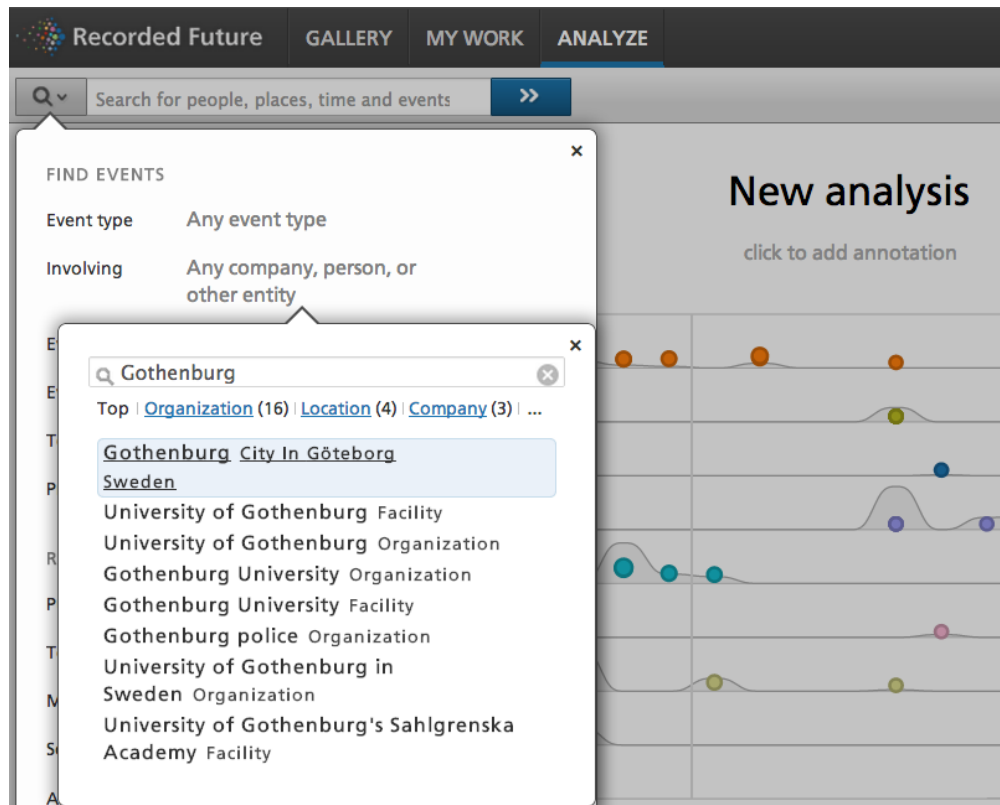 Recorded Future GALLERY MY WORK ANALYZE
Search for people, places, time and events
FIND EVENTS
Event type Any event type
Involving Any company, person, or
other entity
New analysis
click to add annotation
Gothenburg
Top | Organization (16) | Location (4) | Company (3) | ...
Gothenburg City In Göteborg
Sweden
University of Gothenburg Facility
University of Gothenburg Organization
Gothenburg University Organization
Gothenburg University Facility
Gothenburg police Organization
University of Gothenburg in
Sweden Organization
University of Gothenburg's Sahlgrenska
Academy Facility